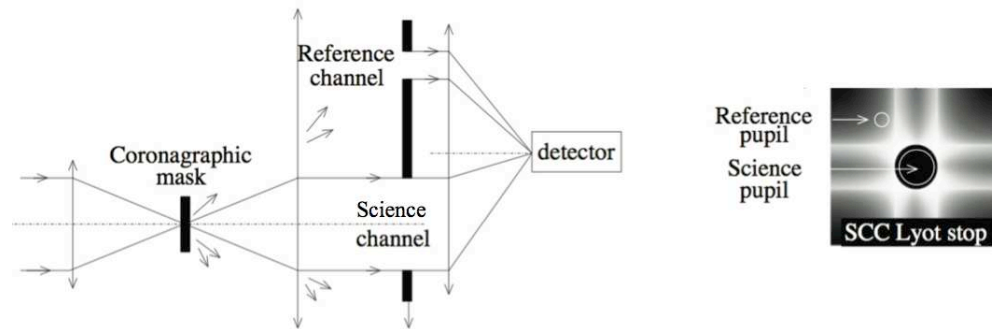 Reference
channel
Coronagraphic
mask
Science
channel
detector
Reference
pupil
Science
pupil
SCC Lyot stop